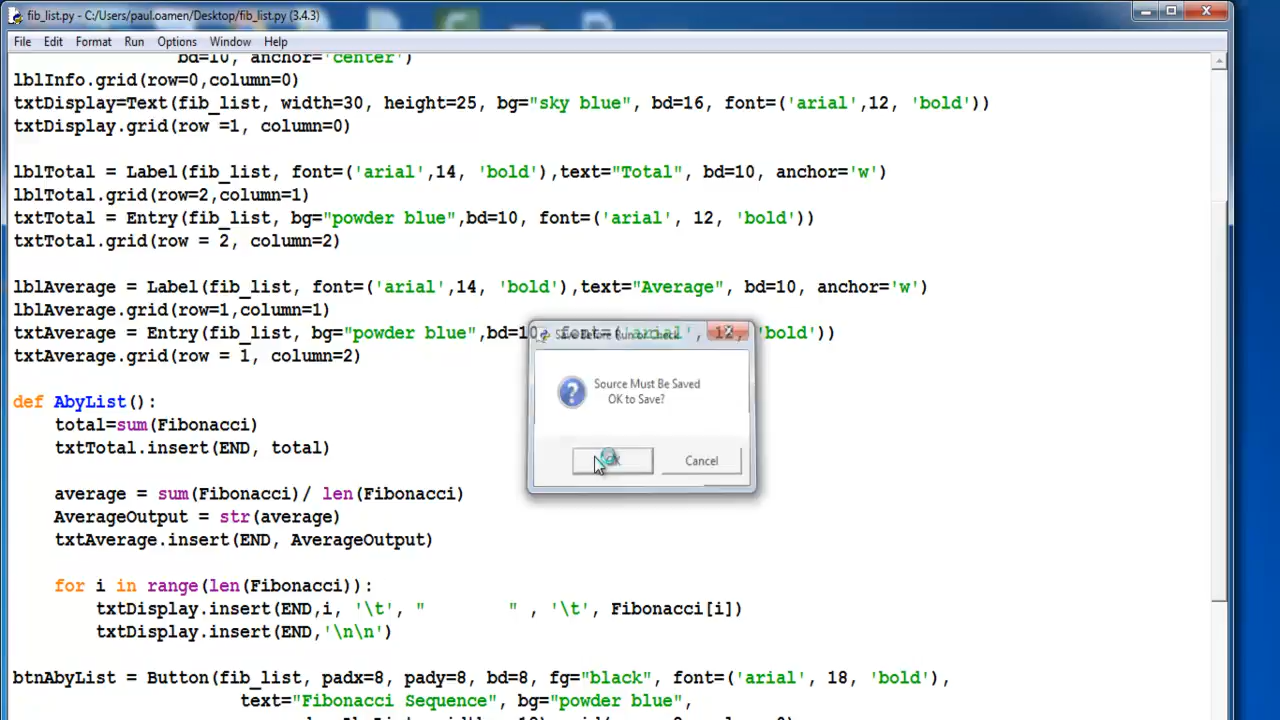 fib_list.py - C:/Users/paul.oamen/Desktop/fib_list.py (3.4.3)
File Edit Format Run Options Window Help
bd=10, anchor='center')
lblInfo.grid(row=0,column=0)
txtDisplay=Text(fib_list, width=30, height=25, bg="sky blue", bd=16, font=('arial',12, 'bold'))
txtDisplay.grid(row =1, column=0)
lblTotal = Label(fib_list, font=('arial',14, 'bold'),text="Total", bd=10, anchor='w')
lblTotal.grid(row=2,column=1)
txtTotal = Entry(fib_list, bg="powder blue",bd=10, font=('arial', 12, 'bold'))
txtTotal.grid(row = 2, column=2)
lblAverage = Label(fib_list, font=('arial',14, 'bold'),text="Average", bd=10, anchor='w')
lblAverage.grid(row=1,column=1)
txtAverage = Entry(fib_list, bg="powder blue",bd=10, font=('arial', 12, 'bold'))
txtAverage.grid(row = 1, column=2)
Save Before Run or Check
Source Must Be Saved
OK to Save?
OK Cancel
def AbyList():
total=sum(Fibonacci)
txtTotal.insert(END, total)
average = sum(Fibonacci)/ len(Fibonacci)
AverageOutput = str(average)
txtAverage.insert(END, AverageOutput)
for i in range(len(Fibonacci)):
txtDisplay.insert(END,i, '\t', "        " , '\t', Fibonacci[i])
txtDisplay.insert(END,'\n\n')
btnAbyList = Button(fib_list, padx=8, pady=8, bd=8, fg="black", font=('arial', 18, 'bold'),
text="Fibonacci Sequence", bg="powder blue",